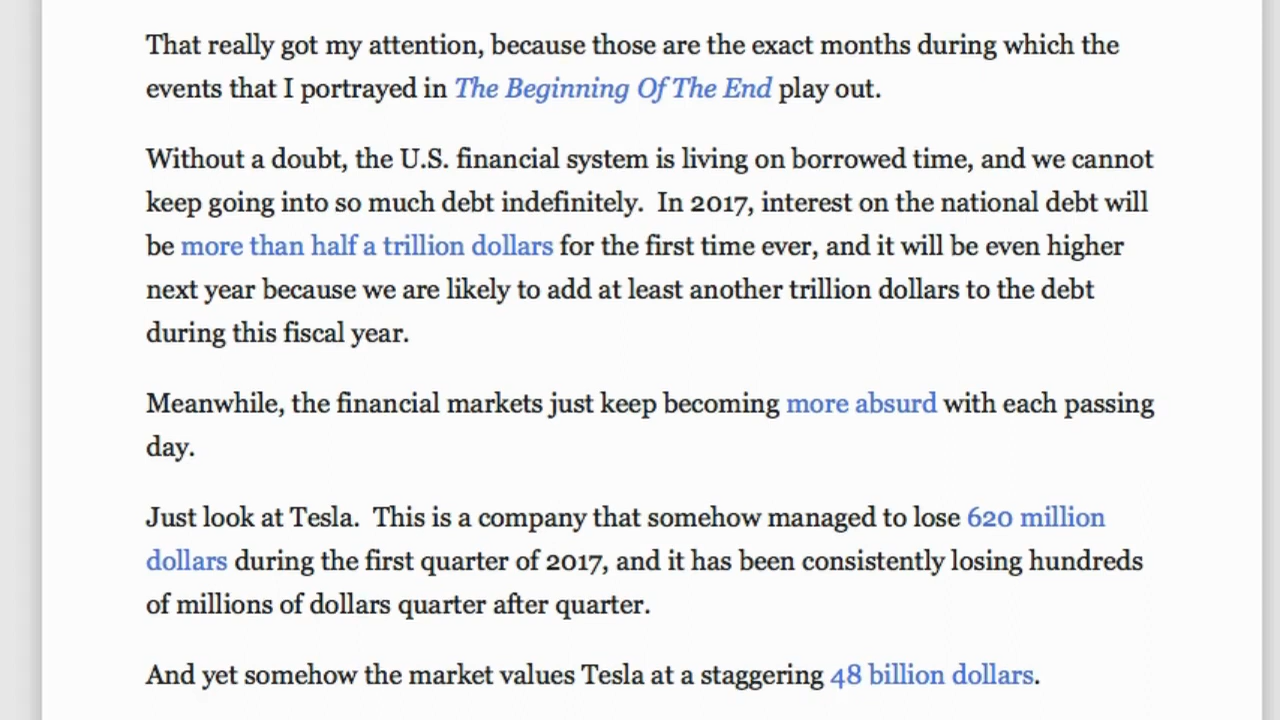 That really got my attention, because those are the exact months during which the
events that I portrayed in The Beginning Of The End play out.
Without a doubt, the U.S. financial system is living on borrowed time, and we cannot
keep going into so much debt indefinitely.  In 2017, interest on the national debt will
be more than half a trillion dollars for the first time ever, and it will be even higher
next year because we are likely to add at least another trillion dollars to the debt
during this fiscal year.
Meanwhile, the financial markets just keep becoming more absurd with each passing
day.
Just look at Tesla.  This is a company that somehow managed to lose 620 million
dollars during the first quarter of 2017, and it has been consistently losing hundreds
of millions of dollars quarter after quarter.
And yet somehow the market values Tesla at a staggering 48 billion dollars.